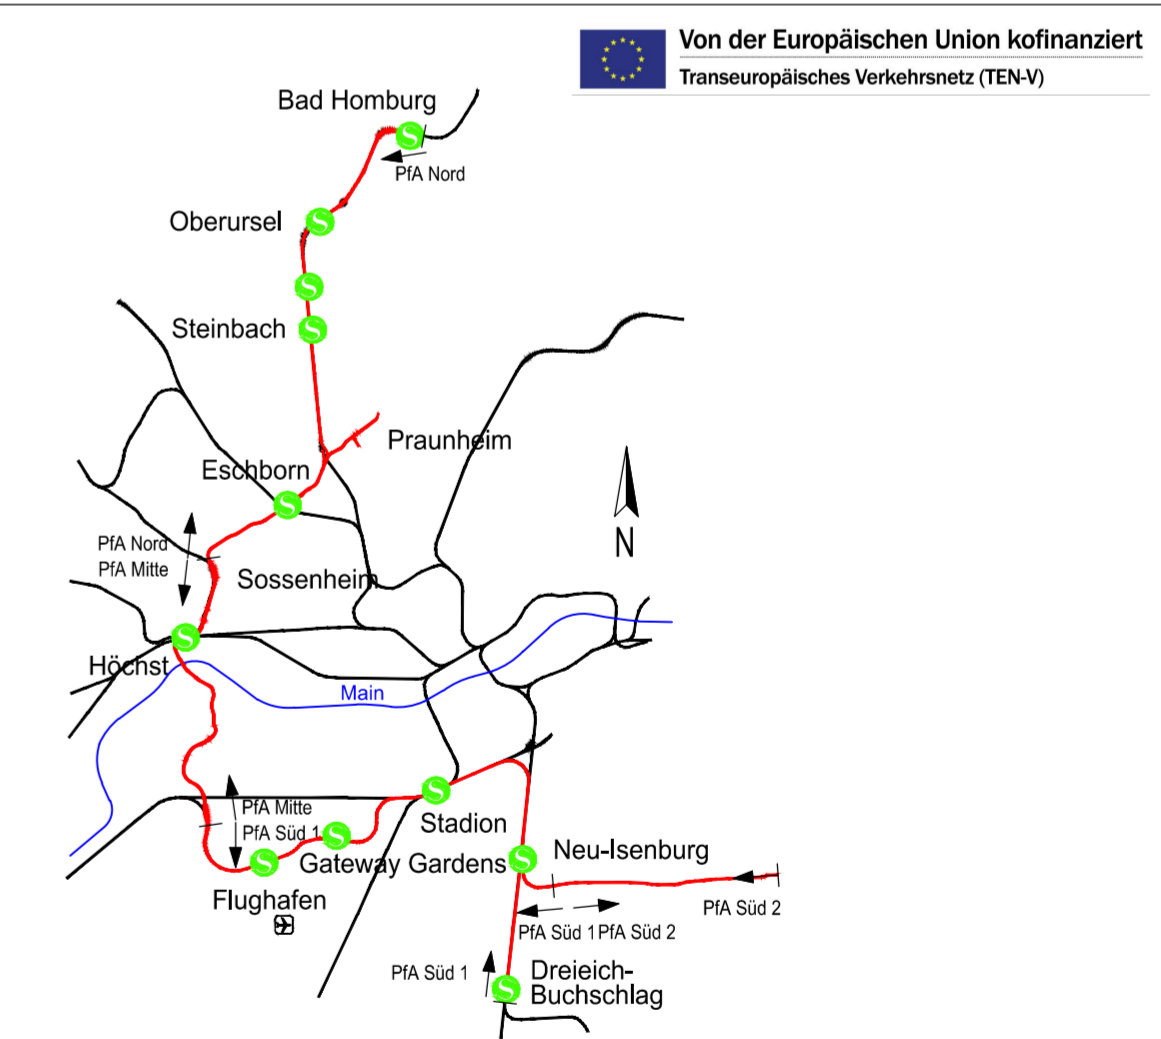 Von der Europäischen Union kofinanziert
Transeuropäisches Verkehrsnetz (TEN-V)
Bad Homburg
PfA Nord
Oberursel
S
S
S
S
Steinbach
Praunheim
Eschborn
S
N
PfA Nord
PfA Mitte
Sossenheim
S
Höchst
Main
PfA Mitte
PfA Süd 1
S
Stadion
S
Gateway Gardens
S
S
Neu-Isenburg
Flughafen
PfA Süd 2
PfA Süd 1
PfA Süd 2
PfA Süd 1
S
Dreieich-
Buchschlag